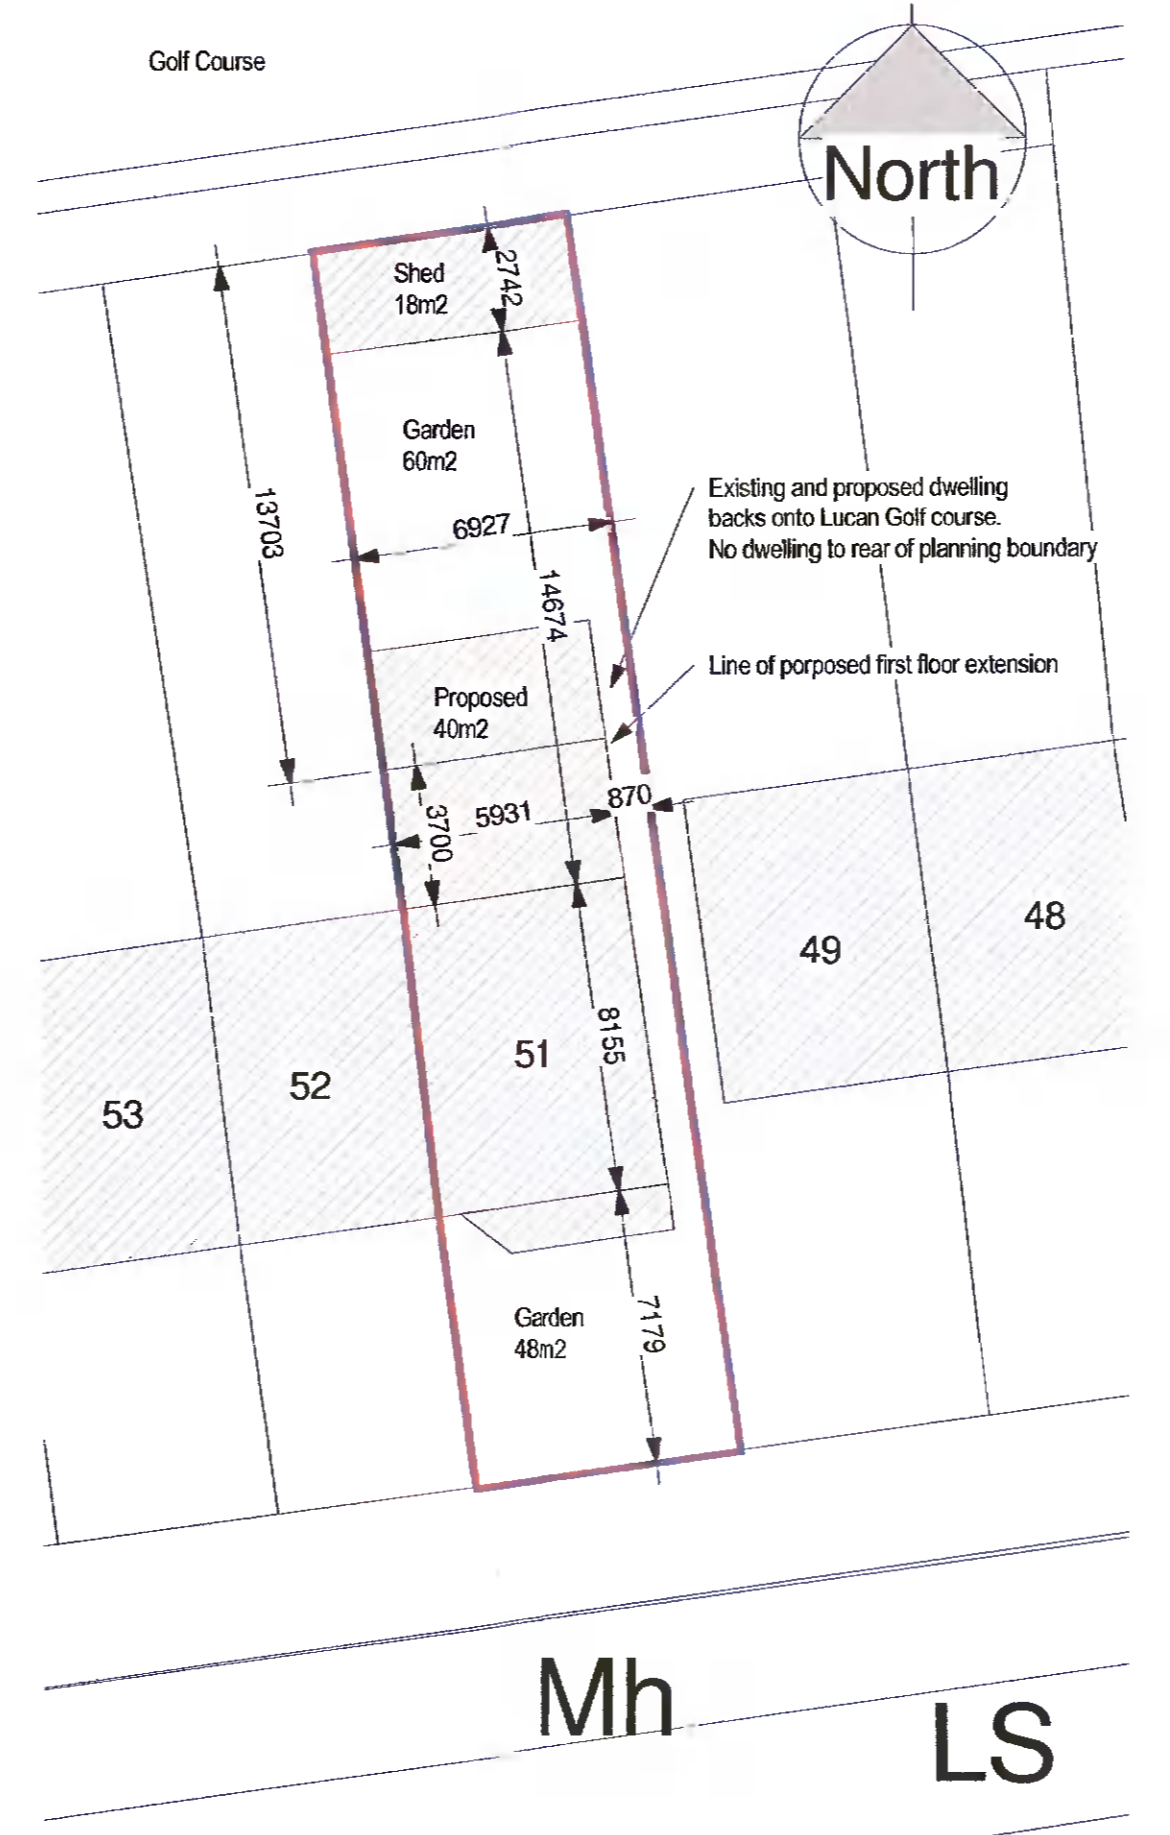 Golf Course
North
Shed
18m2
2742
Garden
60m2
13703
6927
Existing and proposed dwelling
backs onto Lucan Golf course.
No dwelling to rear of planning boundary
14674
Line of porposed first floor extension
Proposed
40m2
870
5931
3700
48
49
8155
51
52
53
7179
Garden
48m2
Mh
LS